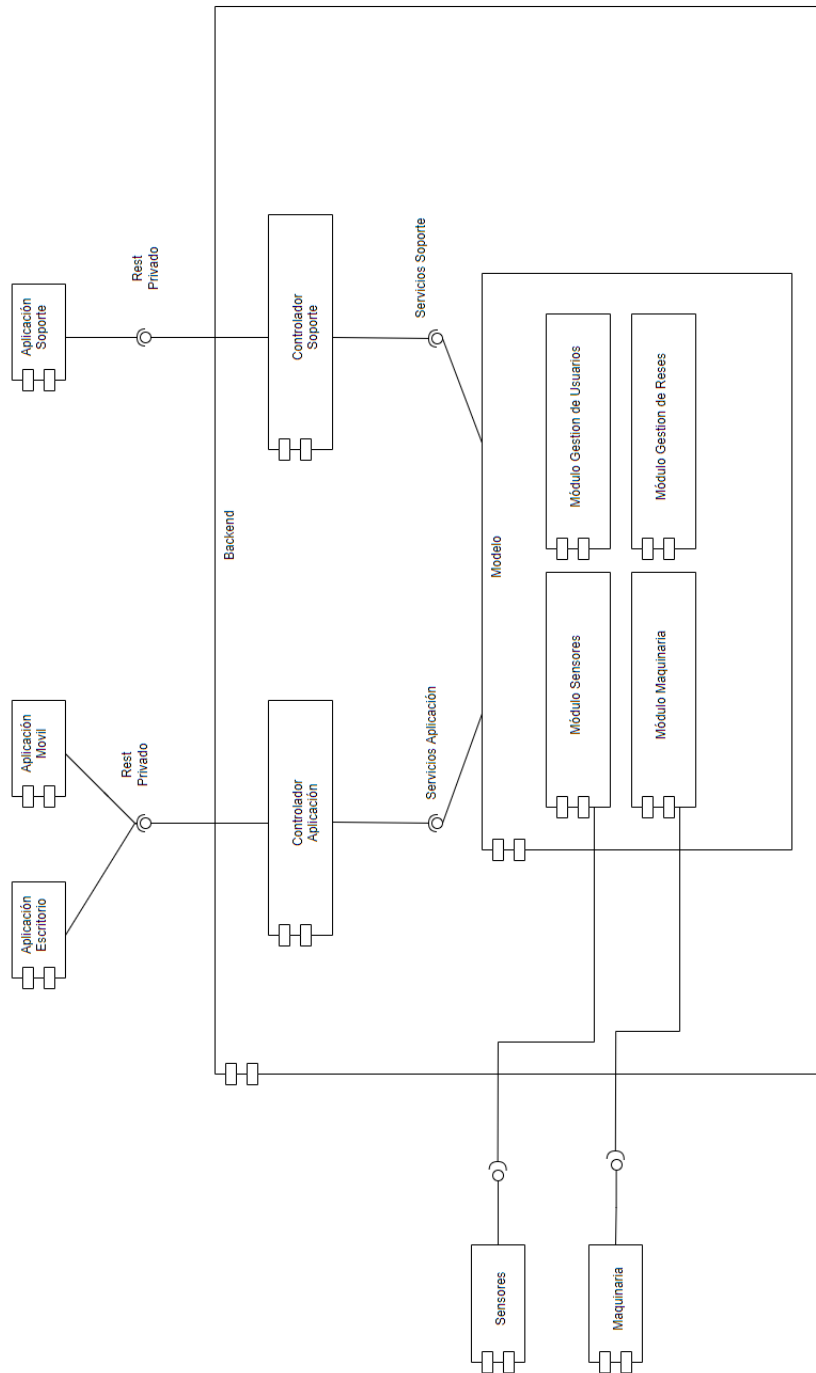 Aplicación
Escritorio
Aplicación
Movil
Aplicación
Soporte
Rest
Privado
Rest
Privado
Backend
Controlador
Aplicación
Controlador
Soporte
Servicios Aplicación
Servicios Soporte
Modelo
Sensores
Módulo Sensores
Módulo Gestion de Usuarios
Maquinaria
Módulo Maquinaria
Módulo Gestion de Reses